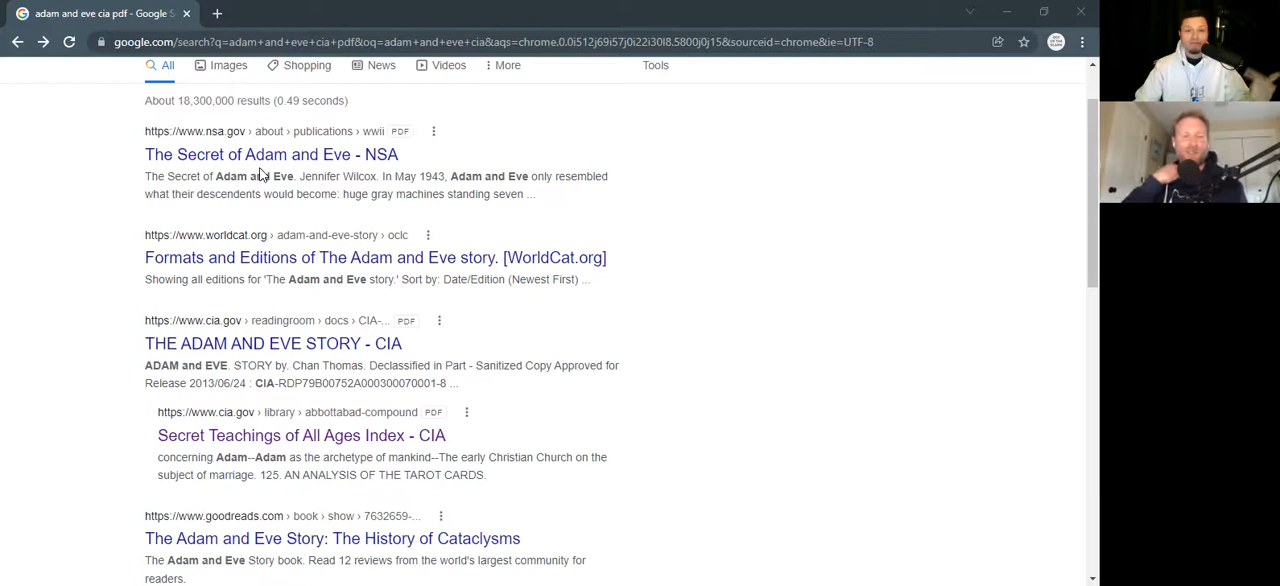 adam and eve cia pdf - Google S
google.com/search?q=adam+and+eve+cia+pdf&oq=adam+and+eve+cia&aqs=chrome.0.0i512j69i57j0i22i30l8.5800j0j15&sourceid=chrome&ie=UTF-8
All Images Shopping News Videos More Tools
About 18,300,000 results (0.49 seconds)
https://www.nsa.gov › about › publications › wwii PDF
The Secret of Adam and Eve - NSA
The Secret of Adam and Eve. Jennifer Wilcox. In May 1943, Adam and Eve only resembled
what their descendents would become: huge gray machines standing seven ...
https://www.worldcat.org › adam-and-eve-story › oclc
Formats and Editions of The Adam and Eve story. [WorldCat.org]
Showing all editions for 'The Adam and Eve story.' Sort by: Date/Edition (Newest First) ...
https://www.cia.gov › readingroom › docs › CIA-... PDF
THE ADAM AND EVE STORY - CIA
ADAM and EVE. STORY by. Chan Thomas. Declassified in Part - Sanitized Copy Approved for
Release 2013/06/24 : CIA-RDP79B00752A000300070001-8 ...
https://www.cia.gov › library › abbottabad-compound PDF
Secret Teachings of All Ages Index - CIA
concerning Adam--Adam as the archetype of mankind--The early Christian Church on the
subject of marriage. 125. AN ANALYSIS OF THE TAROT CARDS.
https://www.goodreads.com › book › show › 7632659-...
The Adam and Eve Story: The History of Cataclysms
The Adam and Eve Story book. Read 12 reviews from the world's largest community for
readers.